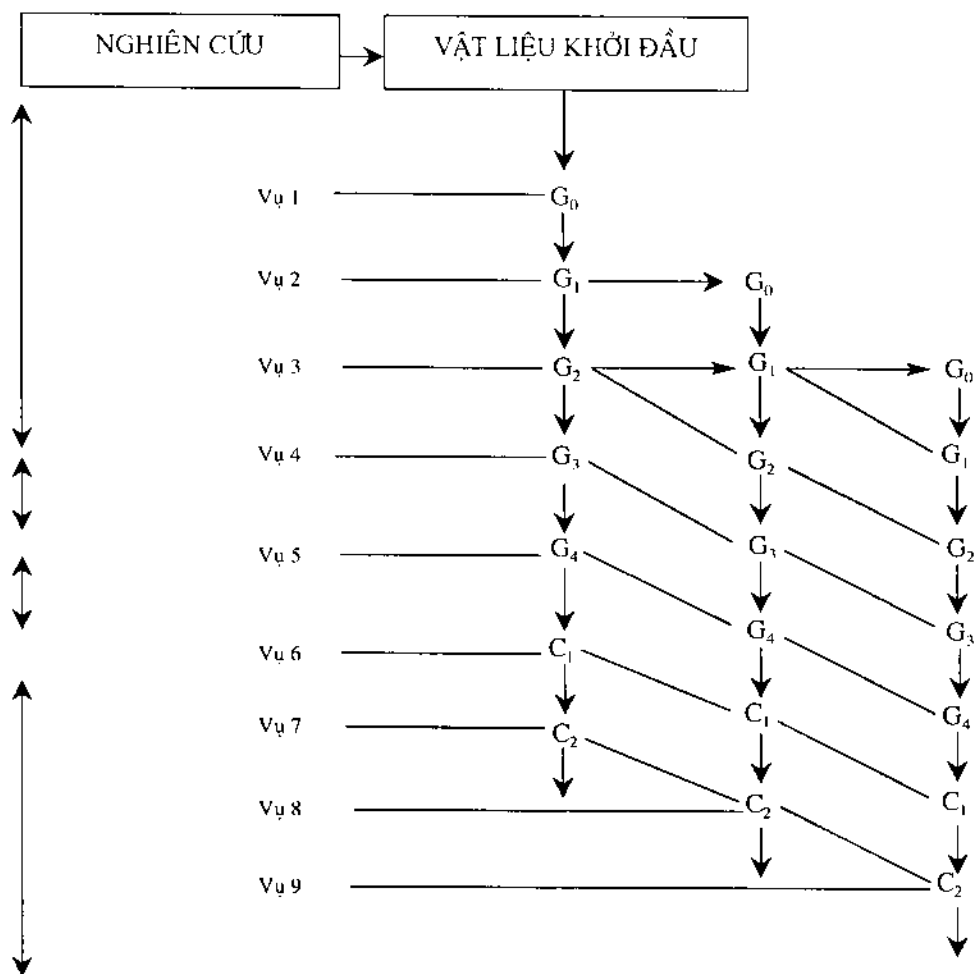 NGHIÊN CỨU
VẬT LIỆU KHỞI ĐẦU
Vụ 1 G₀
Vụ 2 G₁ G₀
Vụ 3 G₂ G₁ G₀
Vụ 4 G₃ G₂ G₁
Vụ 5 G₄ G₃ G₂
Vụ 6 C₁ G₄ G₃
Vụ 7 C₂ C₁ G₄
Vụ 8 C₂ C₁
Vụ 9 C₂